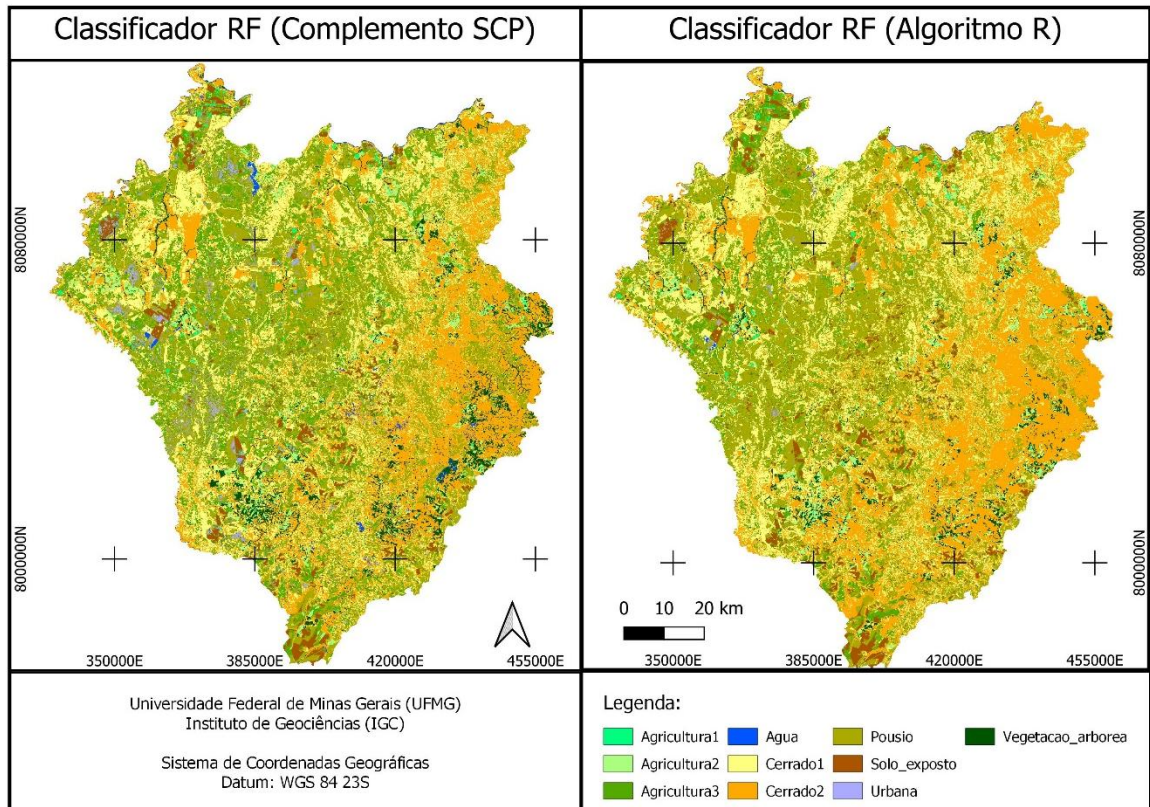 Classificador RF (Complemento SCP)
Classificador RF (Algoritmo R)
8080000N
8000000N
350000E
385000E
420000E
455000E
8080000N
8000000N
0 10 20 km
350000E
385000E
420000E
455000E
Universidade Federal de Minas Gerais (UFMG)
Instituto de Geociências (IGC)
Sistema de Coordenadas Geográficas
Datum: WGS 84 23S
Legenda:
Agricultura1
Agricultura2
Agricultura3
Agua
Cerrado1
Cerrado2
Pousio
Solo_exposto
Urbana
Vegetacao_arborea